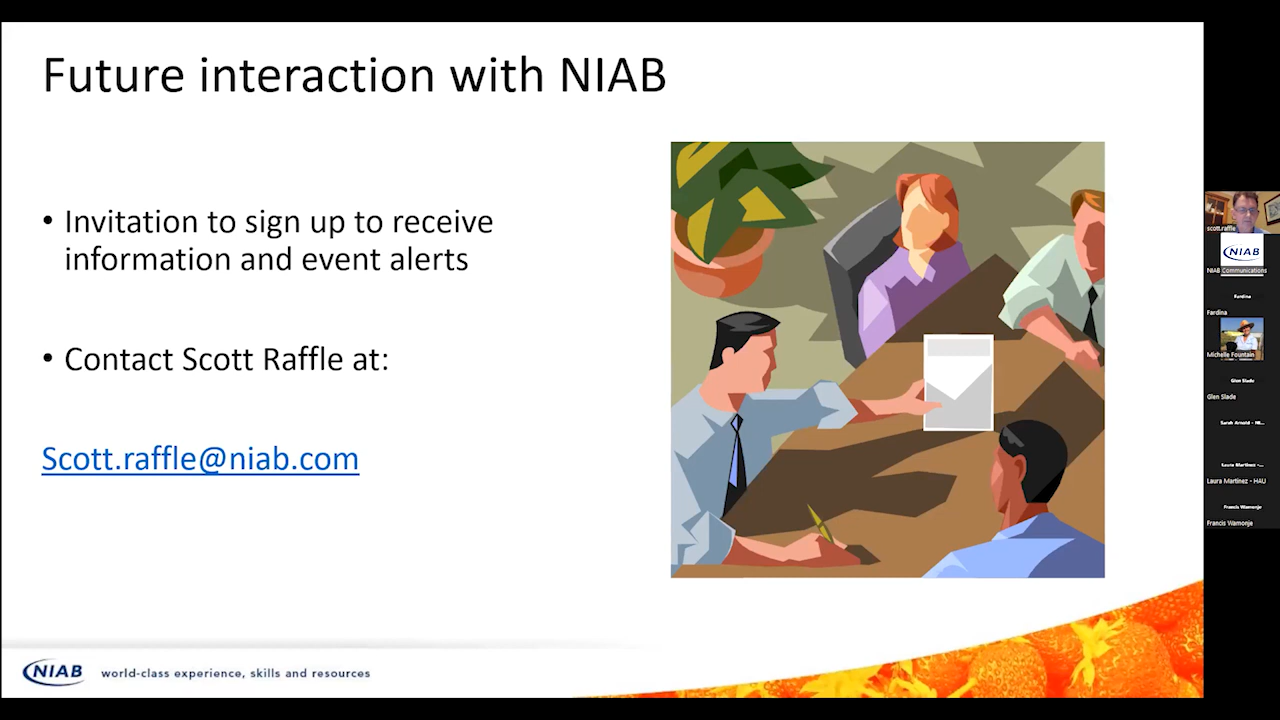 Future interaction with NIAB
• Invitation to sign up to receive
information and event alerts
• Contact Scott Raffle at:
Scott.raffle@niab.com
NIAB
world-class experience, skills and resources
scott.raffle
NIAB
NIAB Communications
Fardina
Fardina
Michelle Fountain
Glen Slade
Glen Slade
Sarah Arnold - NI...
Laura Martinez -...
Laura Martinez - HAU
Francis Wamonje
Francis Wamonje